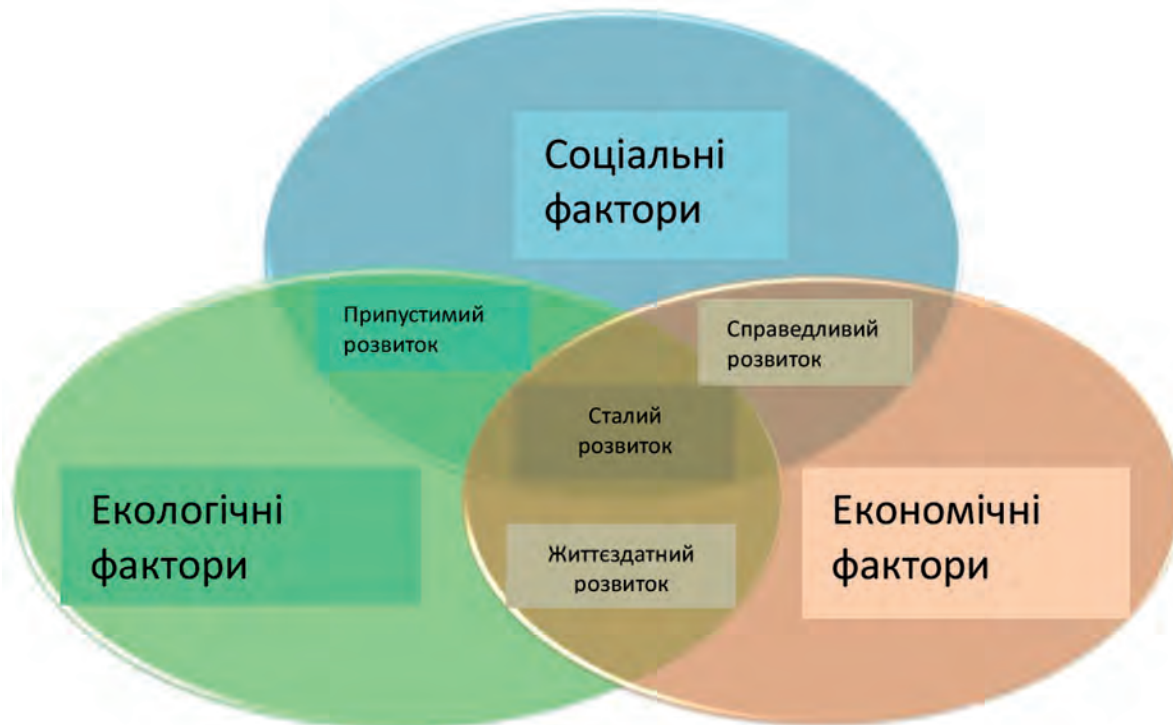 Соціальні
фактори
Припустимий
розвиток
Справедливий
розвиток
Сталий
розвиток
Екологічні
фактори
Економічні
фактори
Життєздатний
розвиток